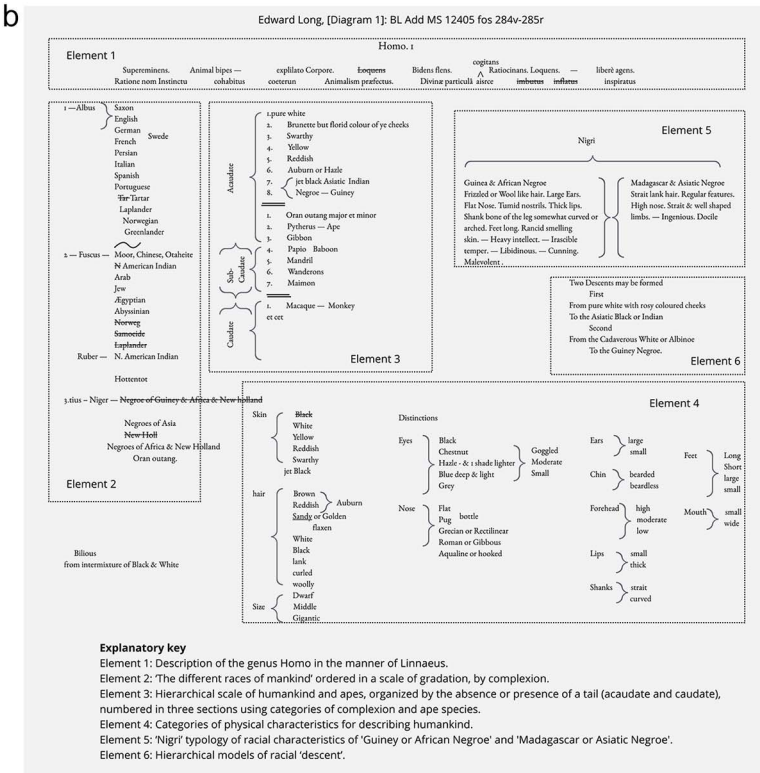 b
Edward Long, [Diagram 1]: BL Add MS 12405 fos 284v-285r
Element 1
Homo. 1
cogitans
Supereminens. Animal bipes — explilato Corpore. Loquens Bidens flens. ^ Ratiocinans. Loquens. — liberè agens.
Ratione nom Instinctu cohabitus coeterun Animalism præfectus. Divinæ particulâ aisrce imbutus inflatus inspiratus
1 —Albus
Saxon
English
German
Swede
French
Persian
Italian
Spanish
Portuguese
Tar Tartar
Laplander
Norwegian
Greenlander
2 — Fuscus — Moor, Chinese, Otaheite
N American Indian
Arab
Jew
Ægyptian
Abyssinian
Norweg
Samoeide
Laplander
Ruber — N. American Indian
Hottentot
3.tius – Niger — Negroe of Guiney & Africa & New holland
Negroes of Asia
New Holl
Negroes of Africa & New Holland
Oran outang.
Element 2
Bilious
from intermixture of Black & White
Acaudate
1.pure white
2. Brunette but florid colour of ye cheeks
3. Swarthy
4. Yellow
5. Reddish
6. Auburn or Hazle
7. jet black Asiatic Indian
8. Negroe — Guiney
1. Oran outang major et minor
2. Pytherus — Ape
3. Gibbon
Sub-Caudate
4. Papio Baboon
5. Mandril
6. Wanderons
7. Maimon
Caudate
1. Macaque — Monkey
et cet
Element 3
Element 5
Nigri
Guinea & African Negroe
Frizzled or Wool like hair. Large Ears.
Flat Nose. Tumid nostrils. Thick lips.
Shunk bone of the leg somewhat curved or
arched. Feet long. Rancid smelling
skin. — Heavy intellect. — Irascible
temper. — Libidinous. — Cunning.
Malevolent.
Madagascar & Asiatic Negroe
Strait lank hair. Regular features.
High nose. Strait & well shaped
limbs. — Ingenious. Docile
Two Descents may be formed
First
From pure white with rosy coloured cheeks
To the Asiatic Black or Indian
Second
From the Cadaverous White or Albinoe
To the Guiney Negroe.
Element 6
Element 4
Skin
Black
White
Yellow
Reddish
Swarthy
jet Black
hair
Brown
Reddish
Auburn
Sandy or Golden
flaxen
White
Black
lank
curled
woolly
Size
Dwarf
Middle
Gigantic
Distinctions
Eyes
Black
Chestnut
Hazle - & 1 shade lighter
Blue deep & light
Grey
Goggled
Moderate
Small
Nose
Flat
Pug bottle
Grecian or Rectilinear
Roman or Gibbous
Aqualine or hooked
Ears
large
small
Chin
bearded
beardless
Forehead
high
moderate
low
Lips
small
thick
Shanks
strait
curved
Feet
Long
Short
large
small
Mouth
small
wide
Explanatory key
Element 1: Description of the genus Homo in the manner of Linnaeus.
Element 2: ‘The different races of mankind’ ordered in a scale of gradation, by complexion.
Element 3: Hierarchical scale of humankind and apes, organized by the absence or presence of a tail (acaudate and caudate),
numbered in three sections using categories of complexion and ape species.
Element 4: Categories of physical characteristics for describing humankind.
Element 5: ‘Nigri’ typology of racial characteristics of 'Guiney or African Negroe' and 'Madagascar or Asiatic Negroe'.
Element 6: Hierarchical models of racial ‘descent’.